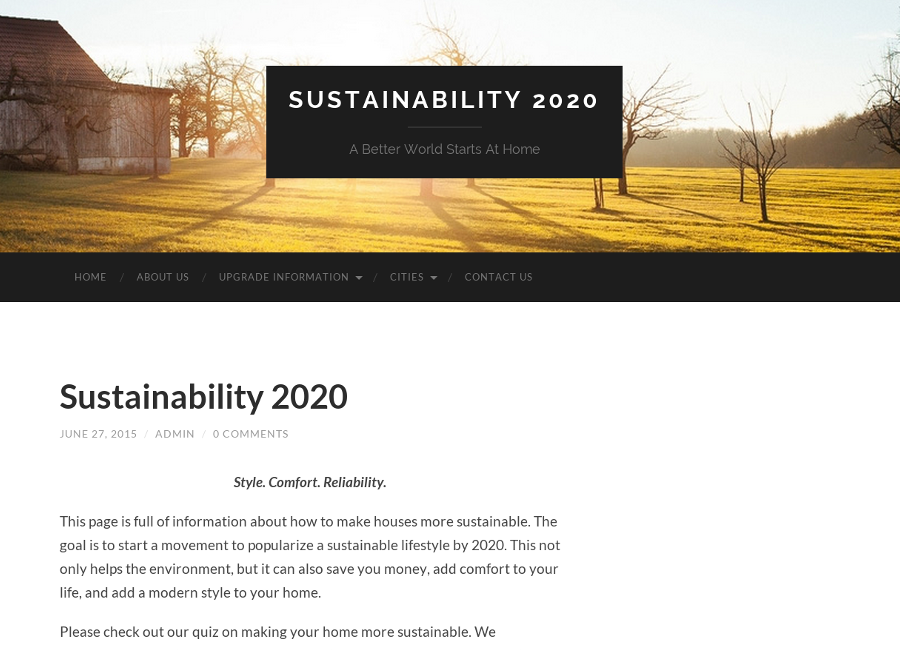 SUSTAINABILITY 2020
A Better World Starts At Home
HOME / ABOUT US / UPGRADE INFORMATION / CITIES / CONTACT US
Sustainability 2020
JUNE 27, 2015 / ADMIN / 0 COMMENTS
Style. Comfort. Reliability.
This page is full of information about how to make houses more sustainable. The
goal is to start a movement to popularize a sustainable lifestyle by 2020. This not
only helps the environment, but it can also save you money, add comfort to your
life, and add a modern style to your home.
Please check out our quiz on making your home more sustainable. We